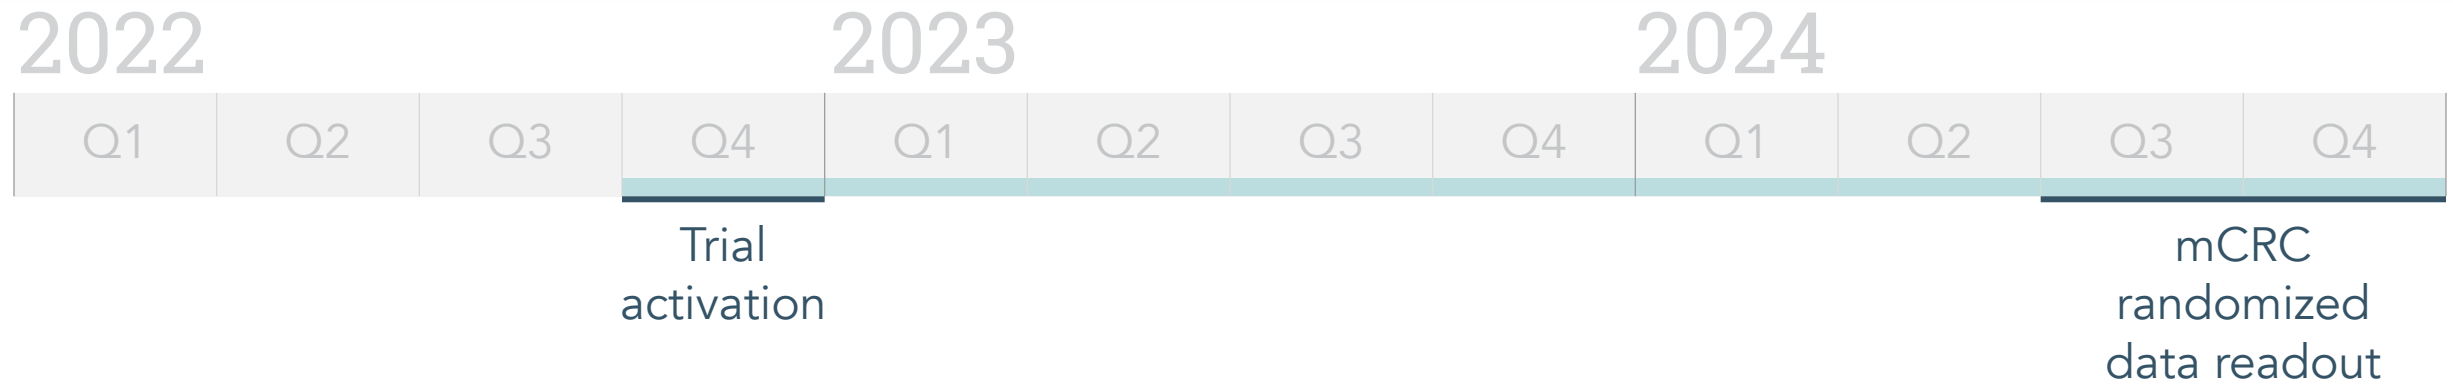 2022 2023 2024
Q1 Q2 Q3 Q4 Q1 Q2 Q3 Q4 Q1 Q2 Q3 Q4
Trial
activation
mCRC
randomized
data readout